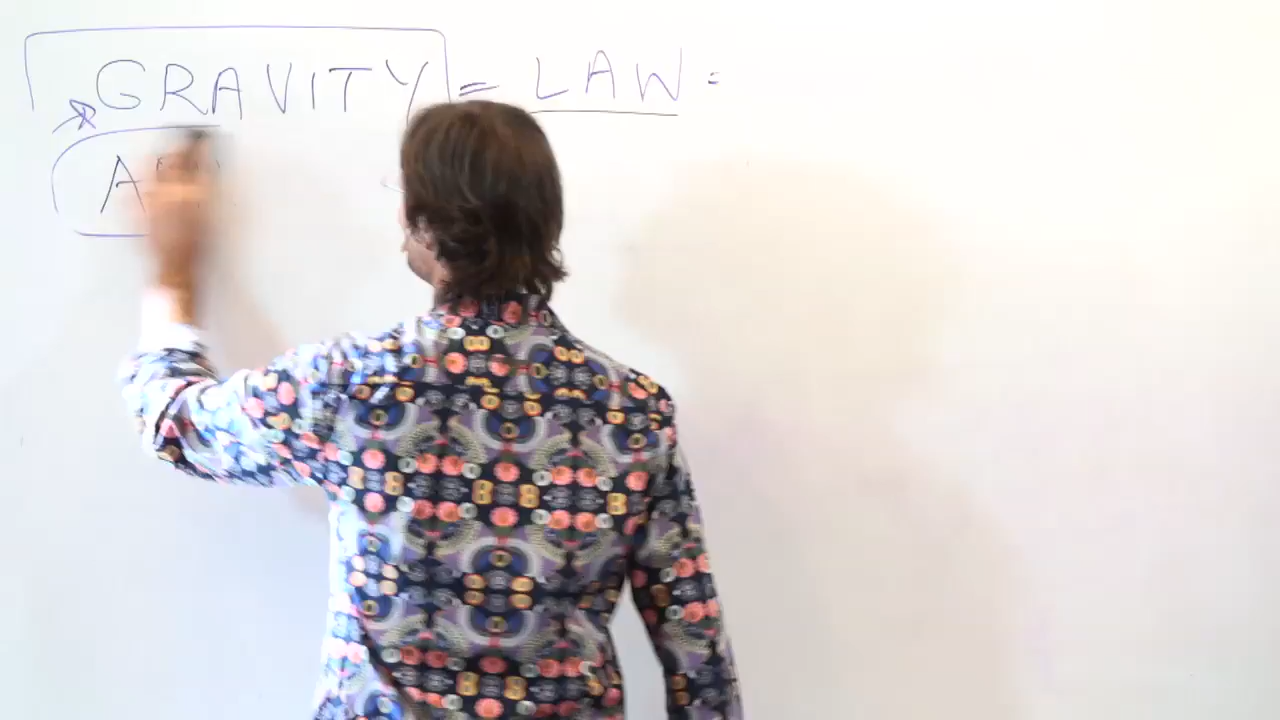 GRAVITY = LAW =